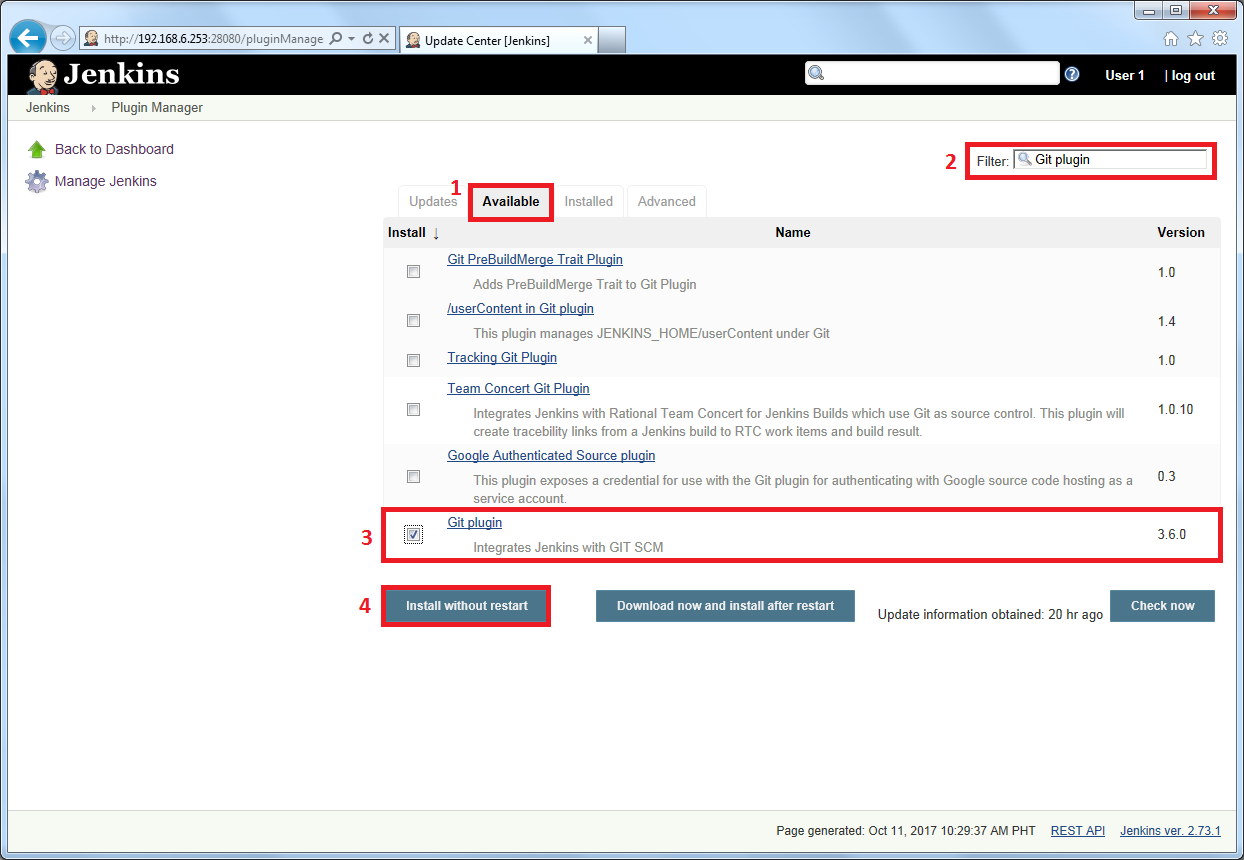 http://192.168.6.253:28080/pluginManage
Update Center [Jenkins]
Jenkins
User 1 | log out
Jenkins Plugin Manager
Back to Dashboard
Manage Jenkins
2 Filter: Git plugin
1
Updates Available Installed Advanced
Install ↓ Name Version
Git PreBuildMerge Trait Plugin
Adds PreBuildMerge Trait to Git Plugin
1.0
/userContent in Git plugin
This plugin manages JENKINS_HOME/userContent under Git
1.4
Tracking Git Plugin
1.0
Team Concert Git Plugin
Integrates Jenkins with Rational Team Concert for Jenkins Builds which use Git as source control. This plugin will
create tracebility links from a Jenkins build to RTC work items and build result.
1.0.10
Google Authenticated Source plugin
This plugin exposes a credential for use with the Git plugin for authenticating with Google source code hosting as a
service account.
0.3
3
Git plugin
Integrates Jenkins with GIT SCM
3.6.0
4 Install without restart Download now and install after restart Update information obtained: 20 hr ago Check now
Page generated: Oct 11, 2017 10:29:37 AM PHT REST API Jenkins ver. 2.73.1